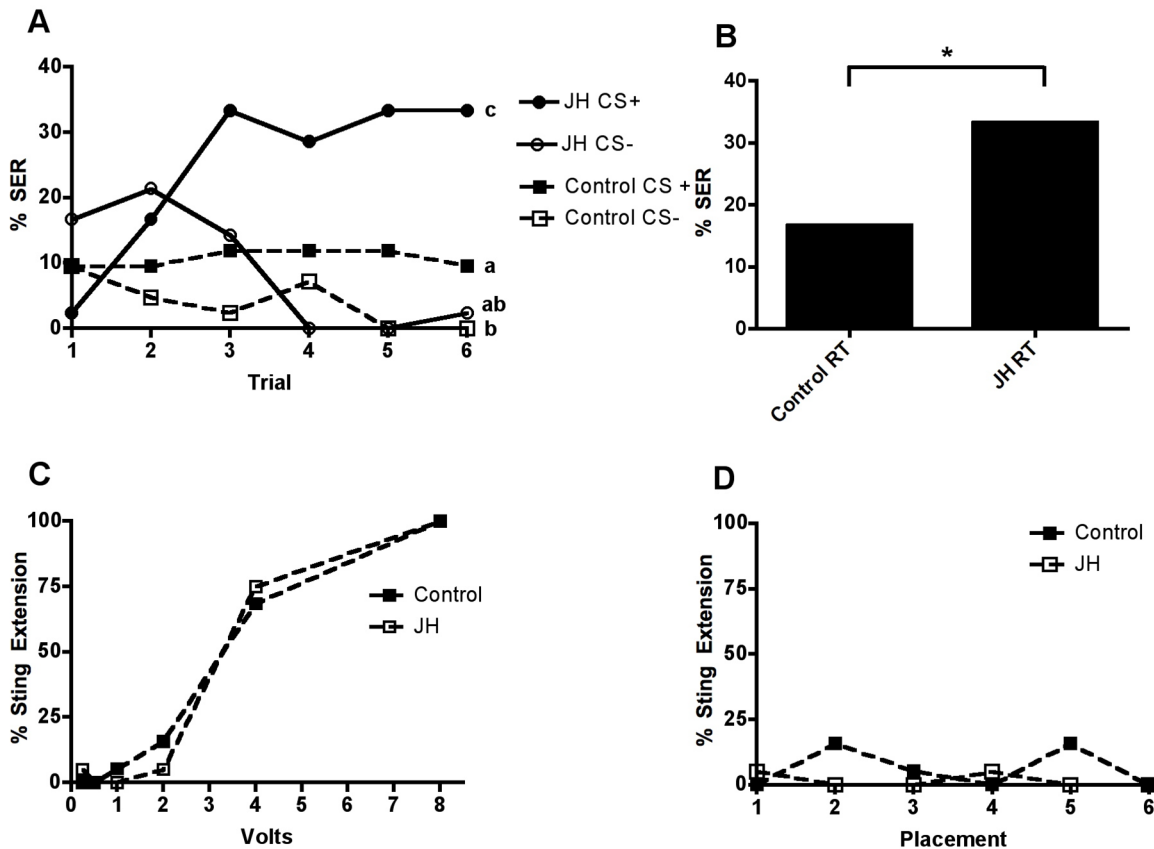 A
40
30
20
10
0
% SER
1 2 3 4 5 6
Trial
c
a
ab
b
JH CS+
JH CS-
Control CS +
Control CS-
B
*
40
30
20
10
0
% SER
Control RT
JH RT
C
100
75
50
25
0
% Sting Extension
0 1 2 3 4 5 6 7 8
Volts
Control
JH
D
100
75
50
25
0
% Sting Extension
1 2 3 4 5 6
Placement
Control
JH